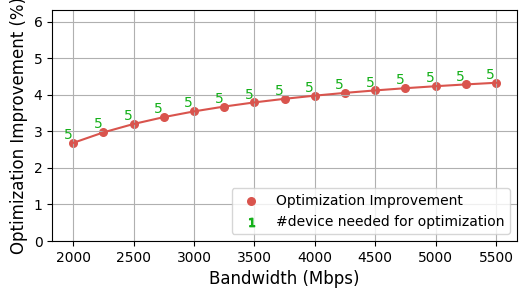 Optimization Improvement (%)
6
5
4
3
2
1
0
5 5 5 5 5 5 5 5 5 5 5 5 5 5 5
Optimization Improvement
1 #device needed for optimization
2000 2500 3000 3500 4000 4500 5000 5500
Bandwidth (Mbps)